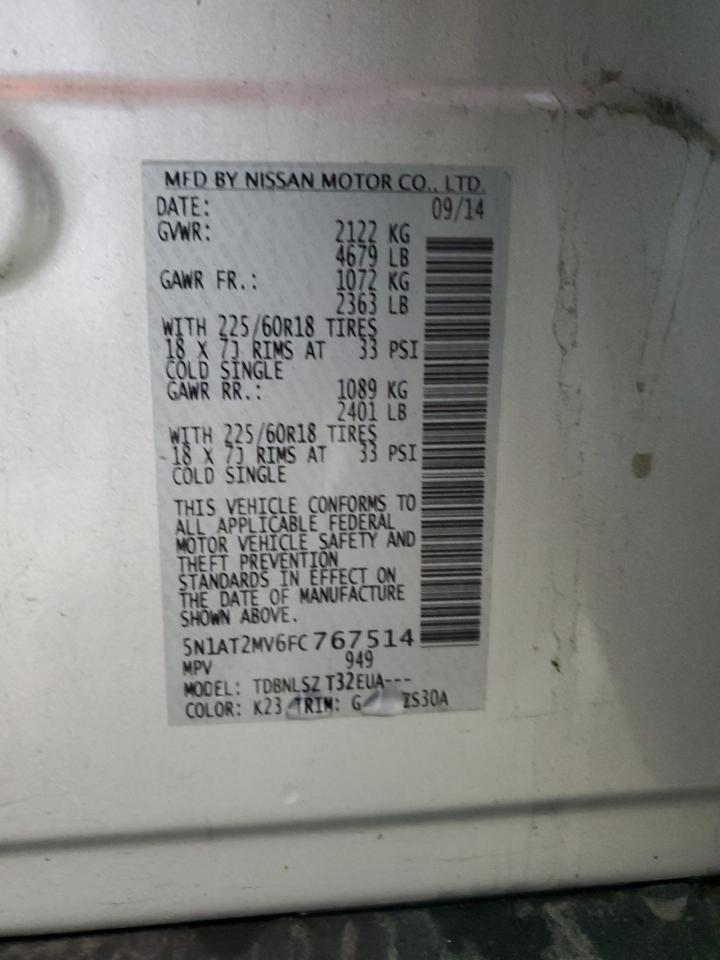 MFD BY NISSAN MOTOR CO., LTD.
DATE: 09/14
GVWR: 2122 KG
4679 LB
GAWR FR.: 1072 KG
2363 LB
WITH 225/60R18 TIRES
18 X 7J RIMS AT 33 PSI
COLD SINGLE
GAWR RR.: 1089 KG
2401 LB
WITH 225/60R18 TIRES
18 X 7J RIMS AT 33 PSI
COLD SINGLE
THIS VEHICLE CONFORMS TO
ALL APPLICABLE FEDERAL
MOTOR VEHICLE SAFETY AND
THEFT PREVENTION
STANDARDS IN EFFECT ON
THE DATE OF MANUFACTURE
SHOWN ABOVE.
5N1AT2MV6FC767514
MPV 949
MODEL: TDBNLSZ T32EUA---
COLOR: K23 TRIM: G ZS30A